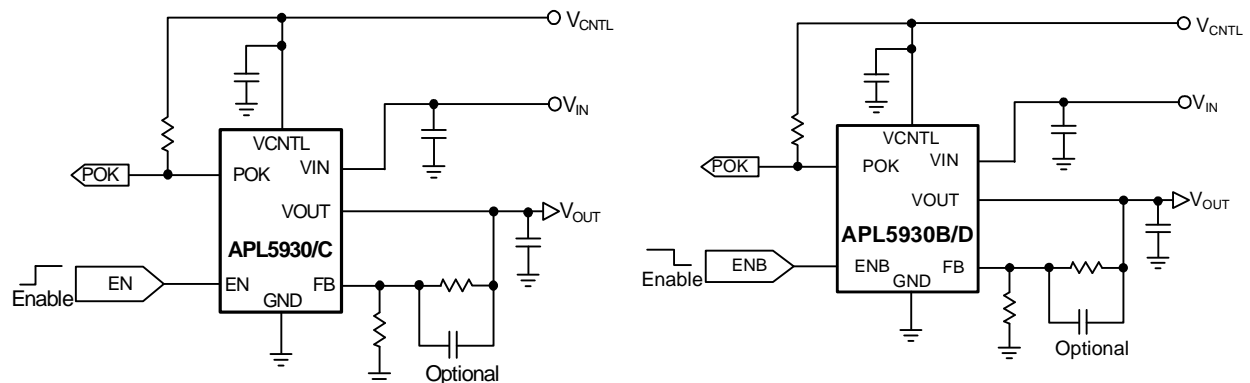 VCNTL
VIN
VCNTL
POK
POK
VIN
VOUT
VOUT
APL5930/C
Enable
EN
EN
FB
GND
Optional
VCNTL
VIN
VCNTL
POK
POK
VIN
VOUT
VOUT
APL5930B/D
Enable
ENB
ENB
FB
GND
Optional